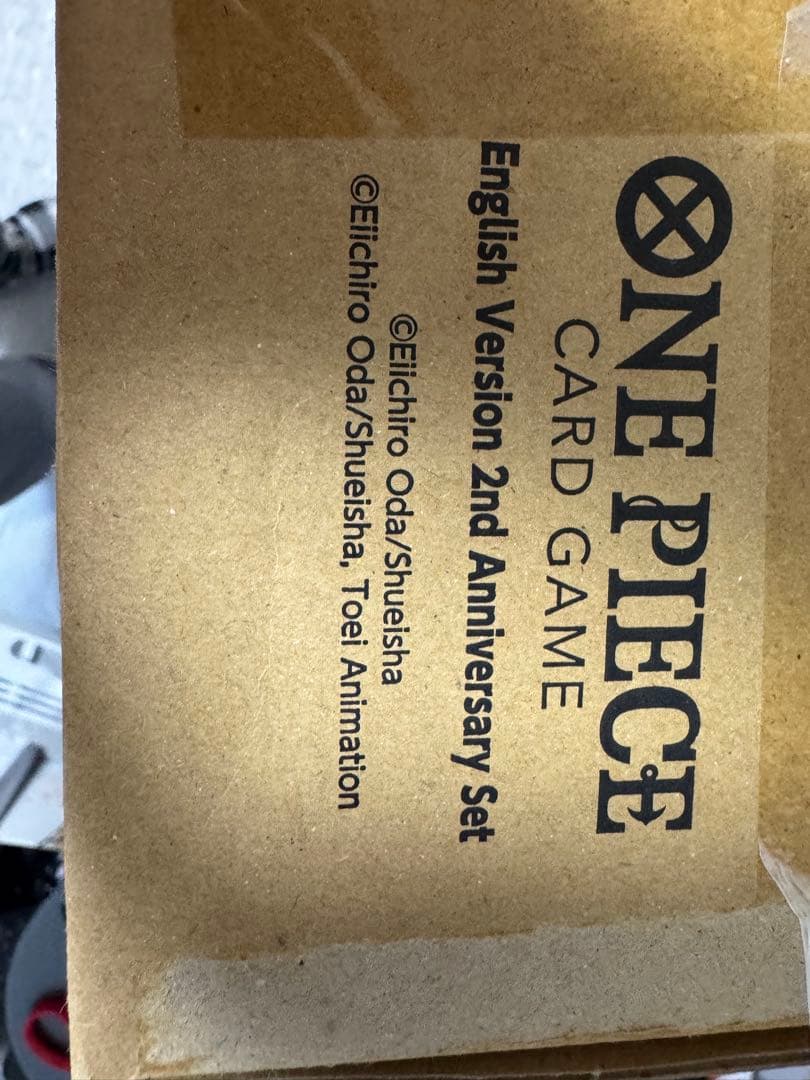 ONE PIECE
CARD GAME
English Version 2nd Anniversary Set
©Eiichiro Oda/Shueisha
©Eiichiro Oda/Shueisha, Toei Animation